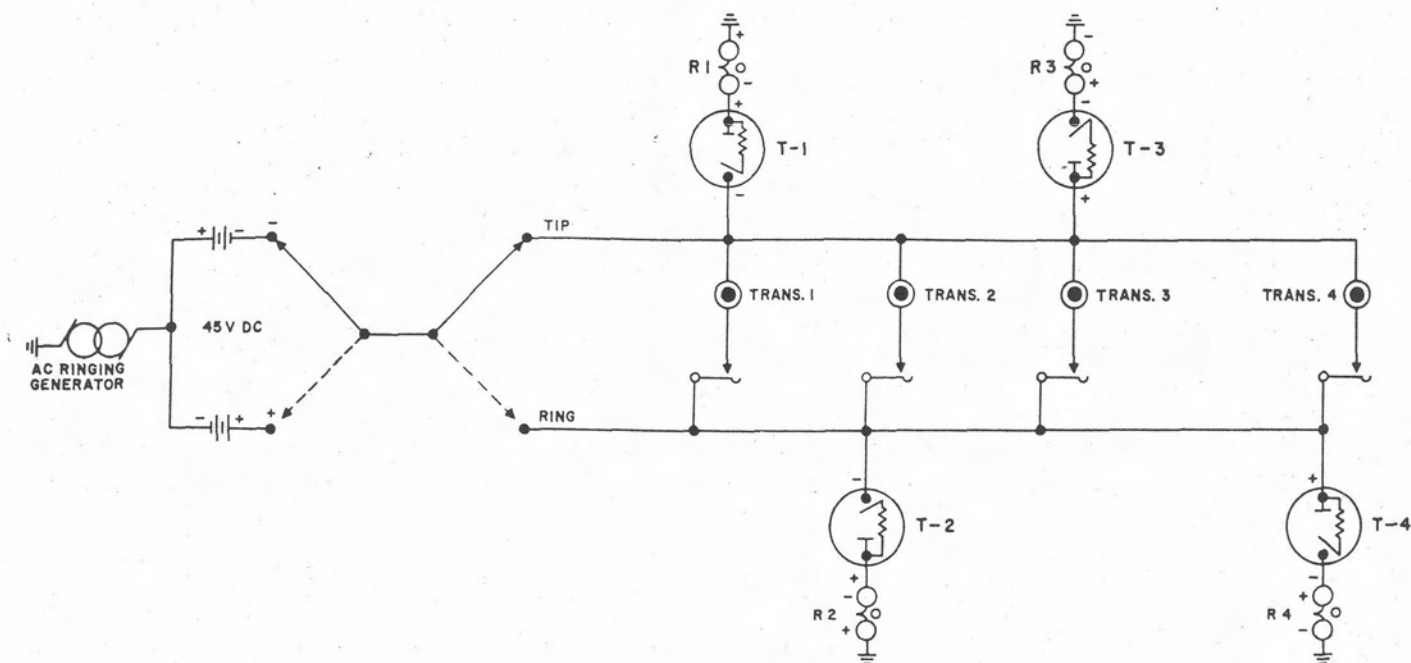 R1
+
-
+
T-1
-
R3
-
+
-
T-3
+
+ -
-
TIP
45V DC
TRANS. 1
TRANS. 2
TRANS. 3
TRANS. 4
AC RINGING
GENERATOR
- +
+
RING
-
T-2
+
R2
-
+
+
T-4
-
R4
+
-